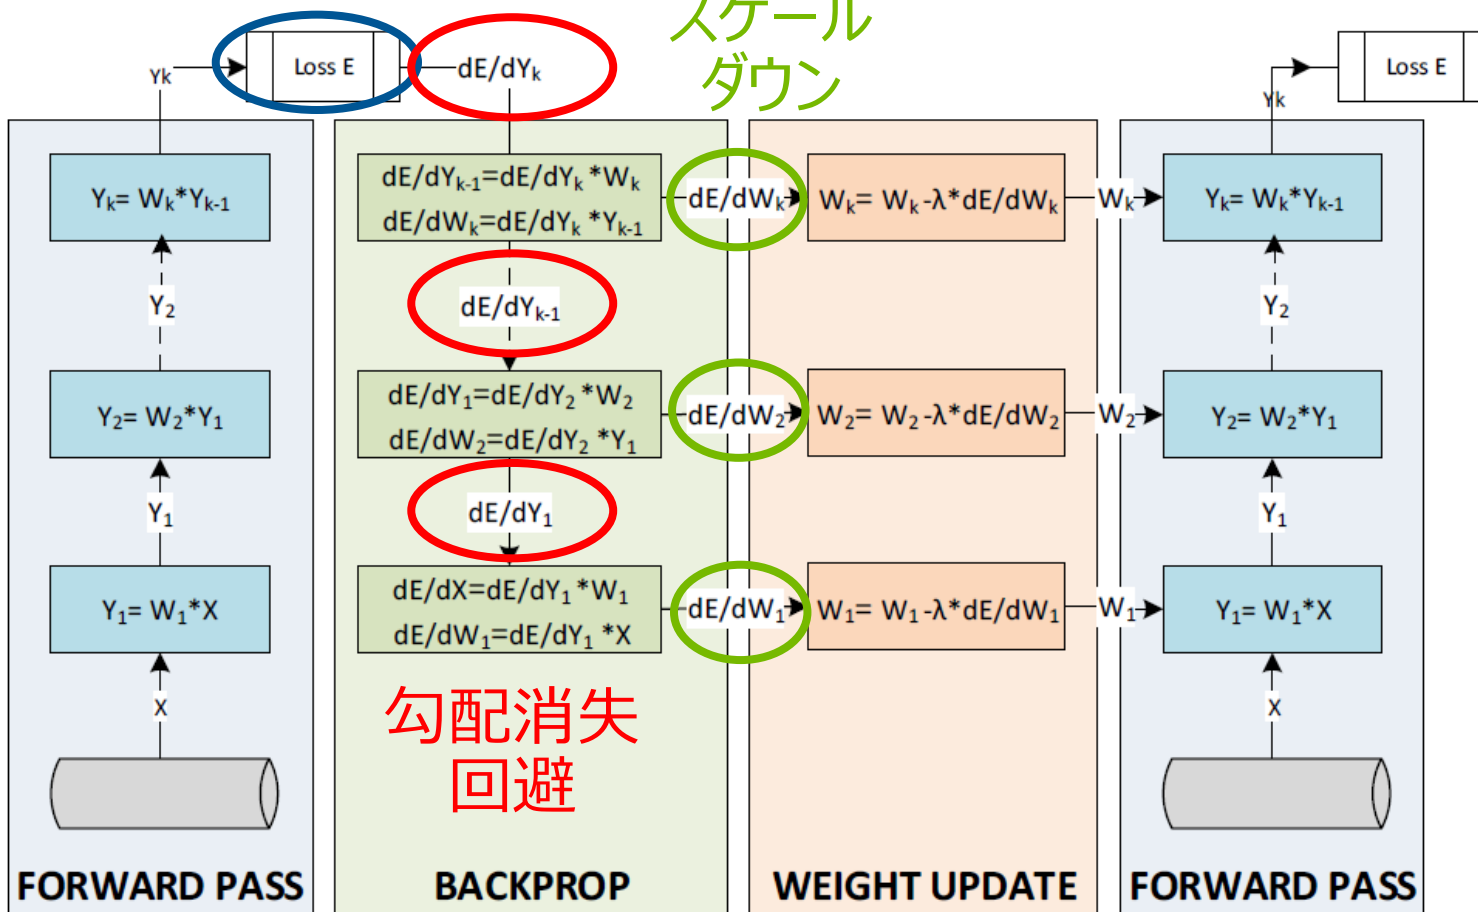 スケール
ダウン
Yk
Loss E
dE/dYk
Yk
Loss E
Yk= Wk*Yk-1
Y2
Y2= W2*Y1
Y1
Y1= W1*X
X
FORWARD PASS
dE/dYk-1=dE/dYk*Wk
dE/dWk=dE/dYk*Yk-1
dE/dYk-1
dE/dY1=dE/dY2*W2
dE/dW2=dE/dY2*Y1
dE/dY1
dE/dX=dE/dY1*W1
dE/dW1=dE/dY1*X
勾配消失
回避
BACKPROP
dE/dWk
dE/dW2
dE/dW1
Wk= Wk-λ*dE/dWk
W2= W2-λ*dE/dW2
W1= W1-λ*dE/dW1
WEIGHT UPDATE
Wk
W2
W1
Yk= Wk*Yk-1
Y2
Y2= W2*Y1
Y1
Y1= W1*X
X
FORWARD PASS